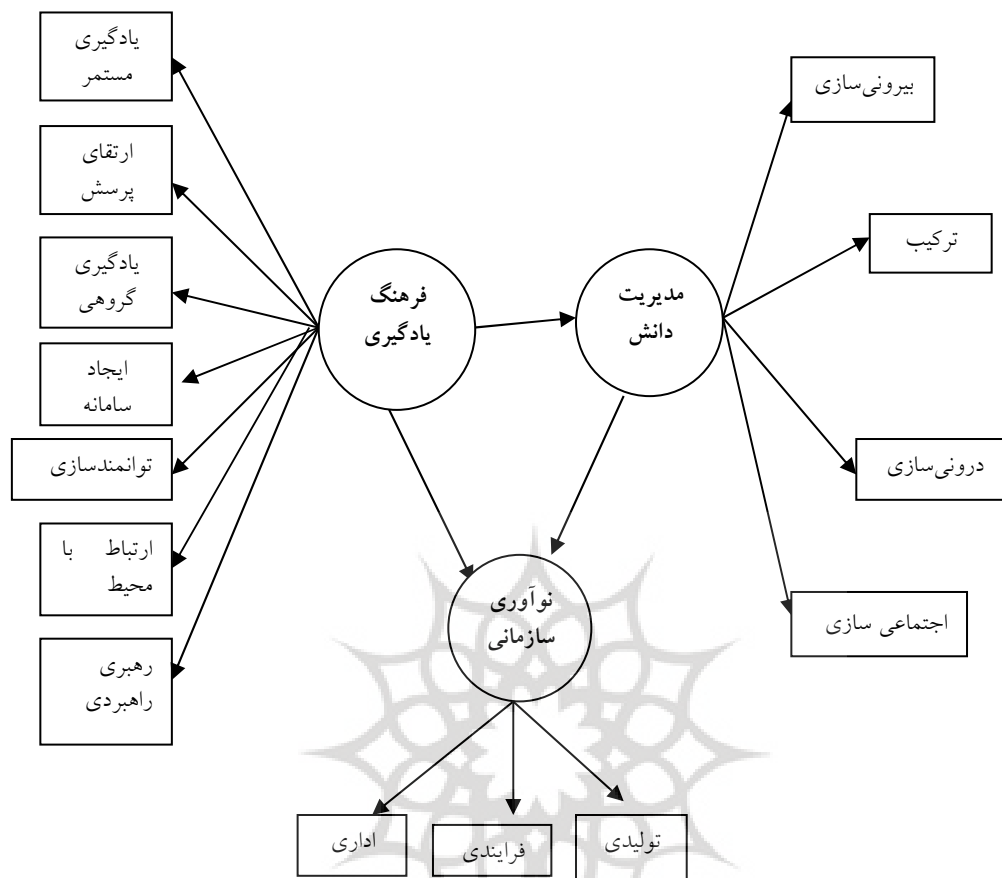 یادگیری
مستمر
ارتقای
پرسش
یادگیری
گروهی
ایجاد
سامانه
توانمندسازی
ارتباط با
محیط
رهبری
راهبردی
فرهنگ
یادگیری
مدیریت
دانش
نوآوری
سازمانی
بیرونی‌سازی
ترکیب
درونی‌سازی
اجتماعی سازی
تولیدی
فرایندی
اداری